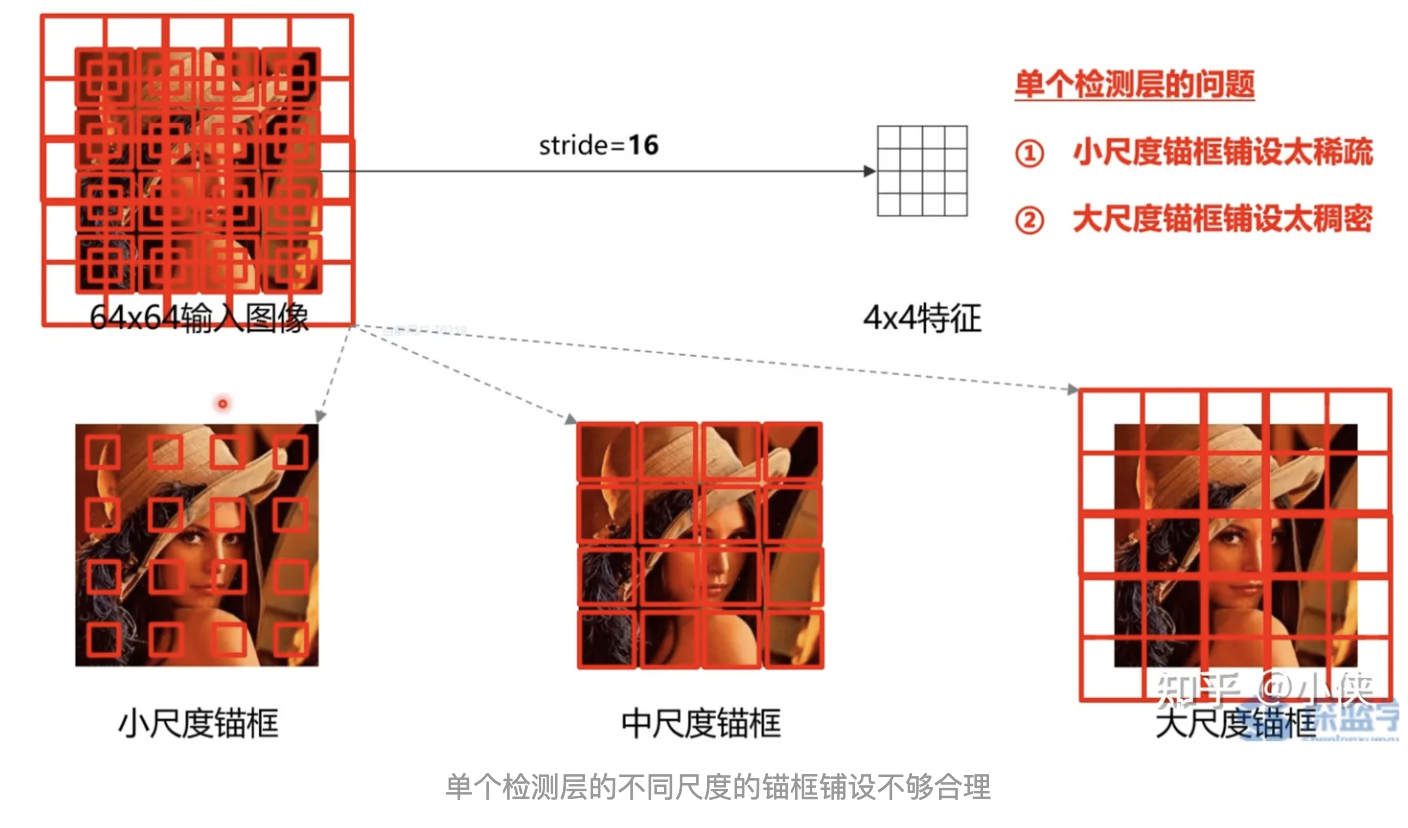 单个检测层的问题
stride=16
① 小尺度锚框铺设太稀疏
② 大尺度锚框铺设太稠密
64x64输入图像
4x4特征
知乎 @小侠
小尺度锚框
中尺度锚框
大尺度锚框
单个检测层的不同尺度的锚框铺设不够合理